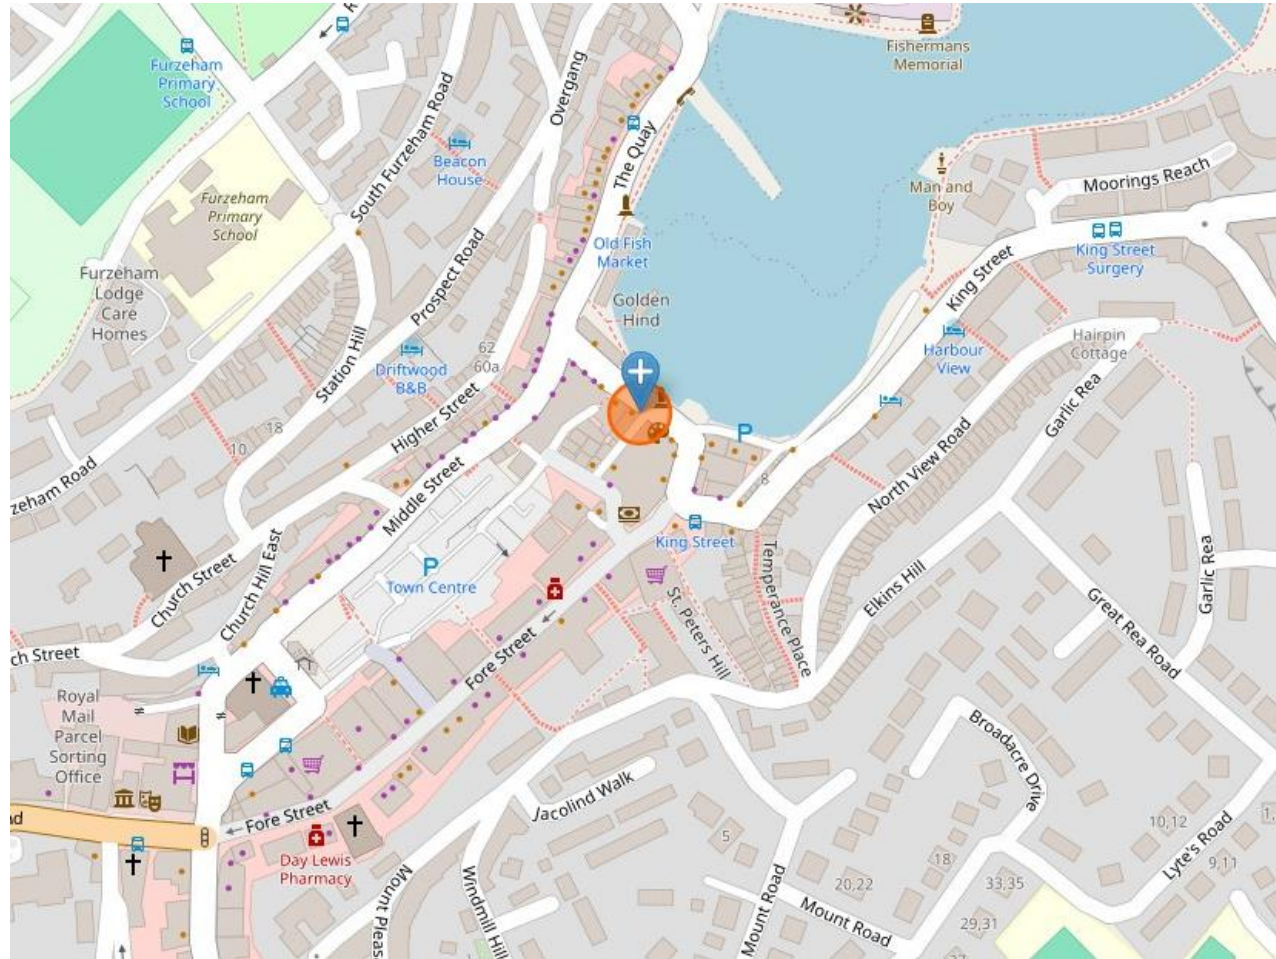 Fishermans
Memorial
Furzeham
Primary
School
Overgang
South Furzeham Road
The Quay
Beacon
House
Moorings Reach
Man and
Boy
Furzeham
Primary
School
Old Fish
Market
King Street
King Street
Surgery
Furzeham
Lodge
Care
Homes
Prospect Road
Golden
Hind
Station Hill
62
60a
Driftwood
B&B
Harbour
View
Hairpin
Cottage
Garlic Rea
Higher Street
18
10
North View Road
8
zeham Road
Middle Street
King Street
Church Street
Church Hill East
Town Centre
Temperance Place
Elkins Hill
Garlic Rea
St. Peters Hill
Great Rea Road
Fore Street
ch Street
Royal
Mail
Parcel
Sorting
Office
Broadacre Drive
Jacolind Walk
Fore Street
5
10,12
Lyte's Road
Day Lewis
Pharmacy
18
9,11
20,22
33,35
Mount Pleas
Windmill Hill
Mount Road
Mount Road
29,31